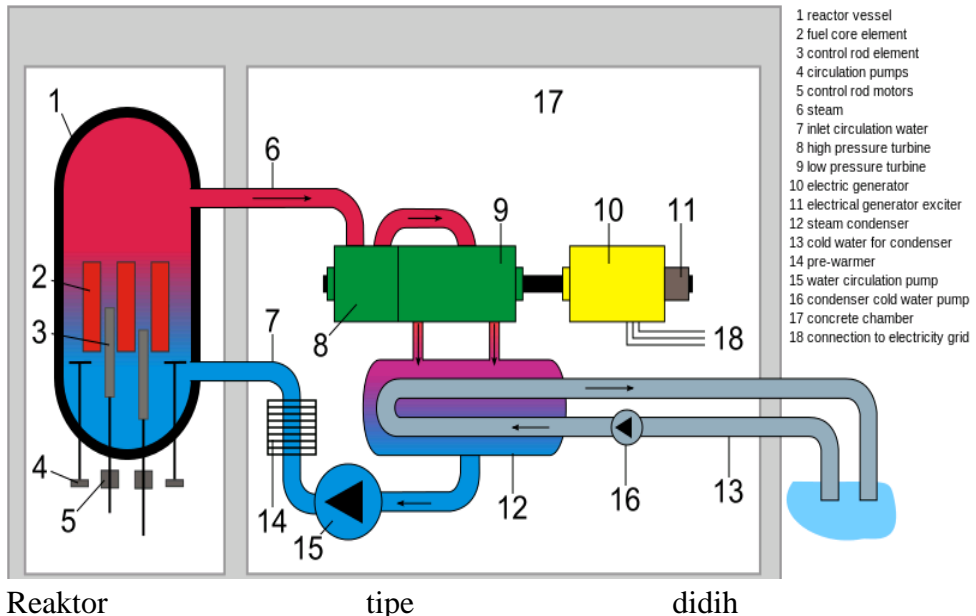 1 reactor vessel
2 fuel core element
3 control rod element
4 circulation pumps
5 control rod motors
6 steam
7 inlet circulation water
8 high pressure turbine
9 low pressure turbine
10 electric generator
11 electrical generator exciter
12 steam condenser
13 cold water for condenser
14 pre-warmer
15 water circulation pump
16 condenser cold water pump
17 concrete chamber
18 connection to electricity grid
1
17
6
9
10
11
2
3
7
8
18
4
5
14
15
12
16
13
Reaktor tipe didih